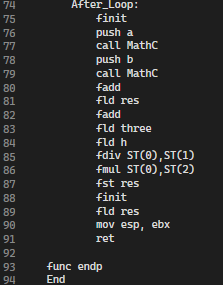 74 After_Loop:
75 finit
76 push a
77 call MathC
78 push b
79 call MathC
80 fadd
81 fld res
82 fadd
83 fld three
84 fld h
85 fdiv ST(0),ST(1)
86 fmul ST(0),ST(2)
87 fst res
88 finit
89 fld res
90 mov esp, ebx
91 ret
92
93 func endp
94 End